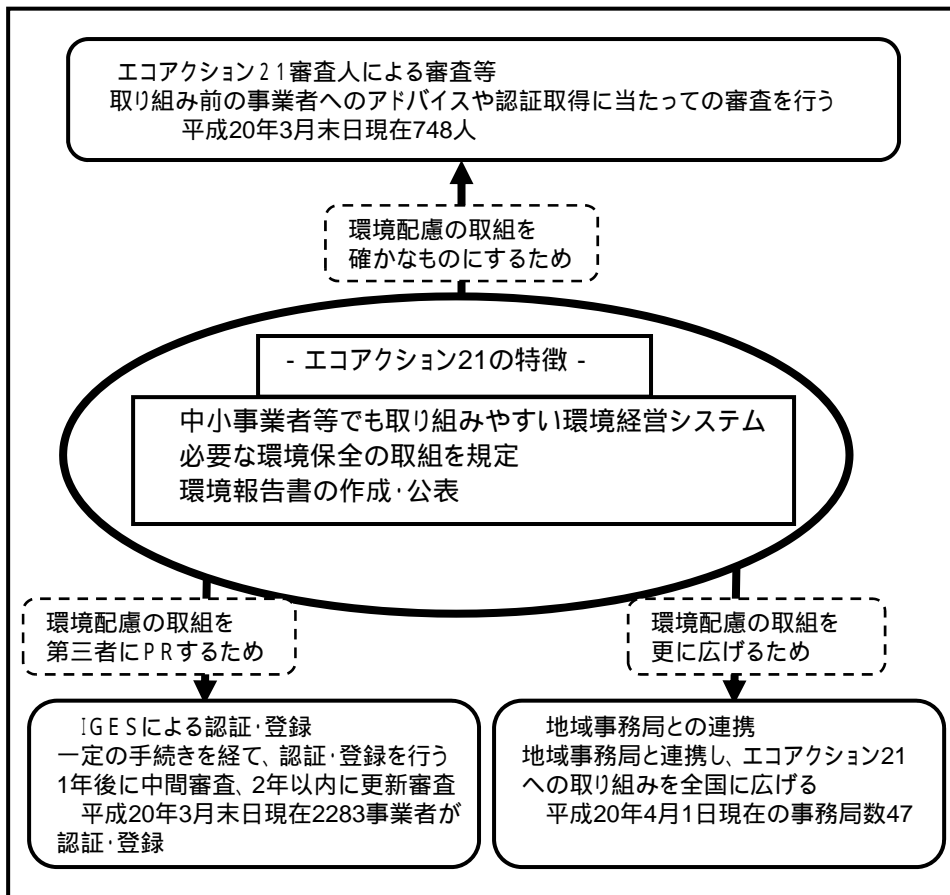 エコアクション21審査人による審査等
取り組み前の事業者へのアドバイスや認証取得に当たっての審査を行う
平成20年3月末日現在748人
環境配慮の取組を
確かなものにするため
- エコアクション21の特徴 -
中小事業者等でも取り組みやすい環境経営システム
必要な環境保全の取組を規定
環境報告書の作成・公表
環境配慮の取組を
第三者にPRするため
環境配慮の取組を
更に広げるため
IGESによる認証・登録
一定の手続きを経て、認証・登録を行う
1年後に中間審査、2年以内に更新審査
平成20年3月末日現在2283事業者が
認証・登録
地域事務局との連携
地域事務局と連携し、エコアクション21
への取り組みを全国に広げる
平成20年4月1日現在の事務局数47